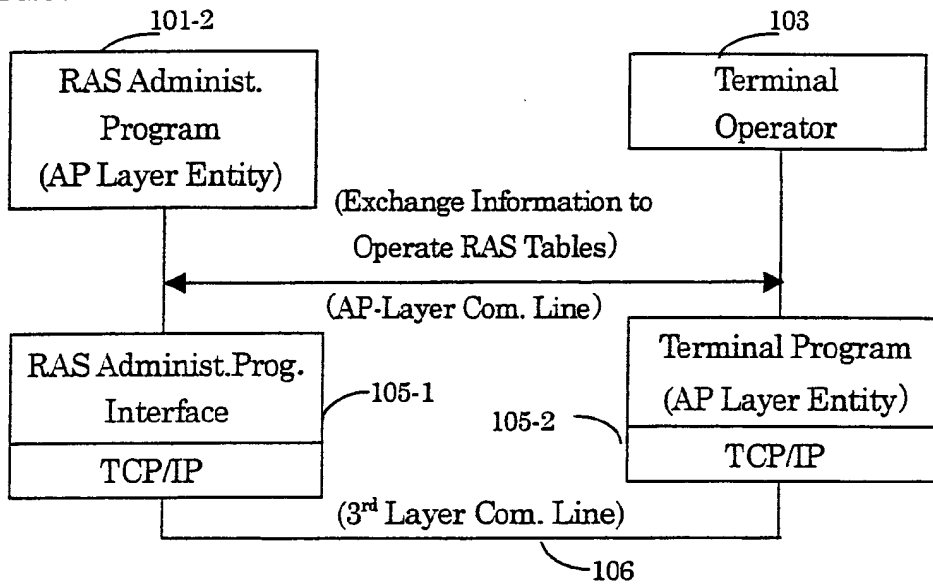 101-2
103
RAS Administ.
Program
(AP Layer Entity)
Terminal
Operator
(Exchange Information to
Operate RAS Tables)
(AP-Layer Com. Line)
RAS Administ.Prog.
Interface
TCP/IP
105-1
Terminal Program
(AP Layer Entity)
TCP/IP
105-2
(3rd Layer Com. Line)
106